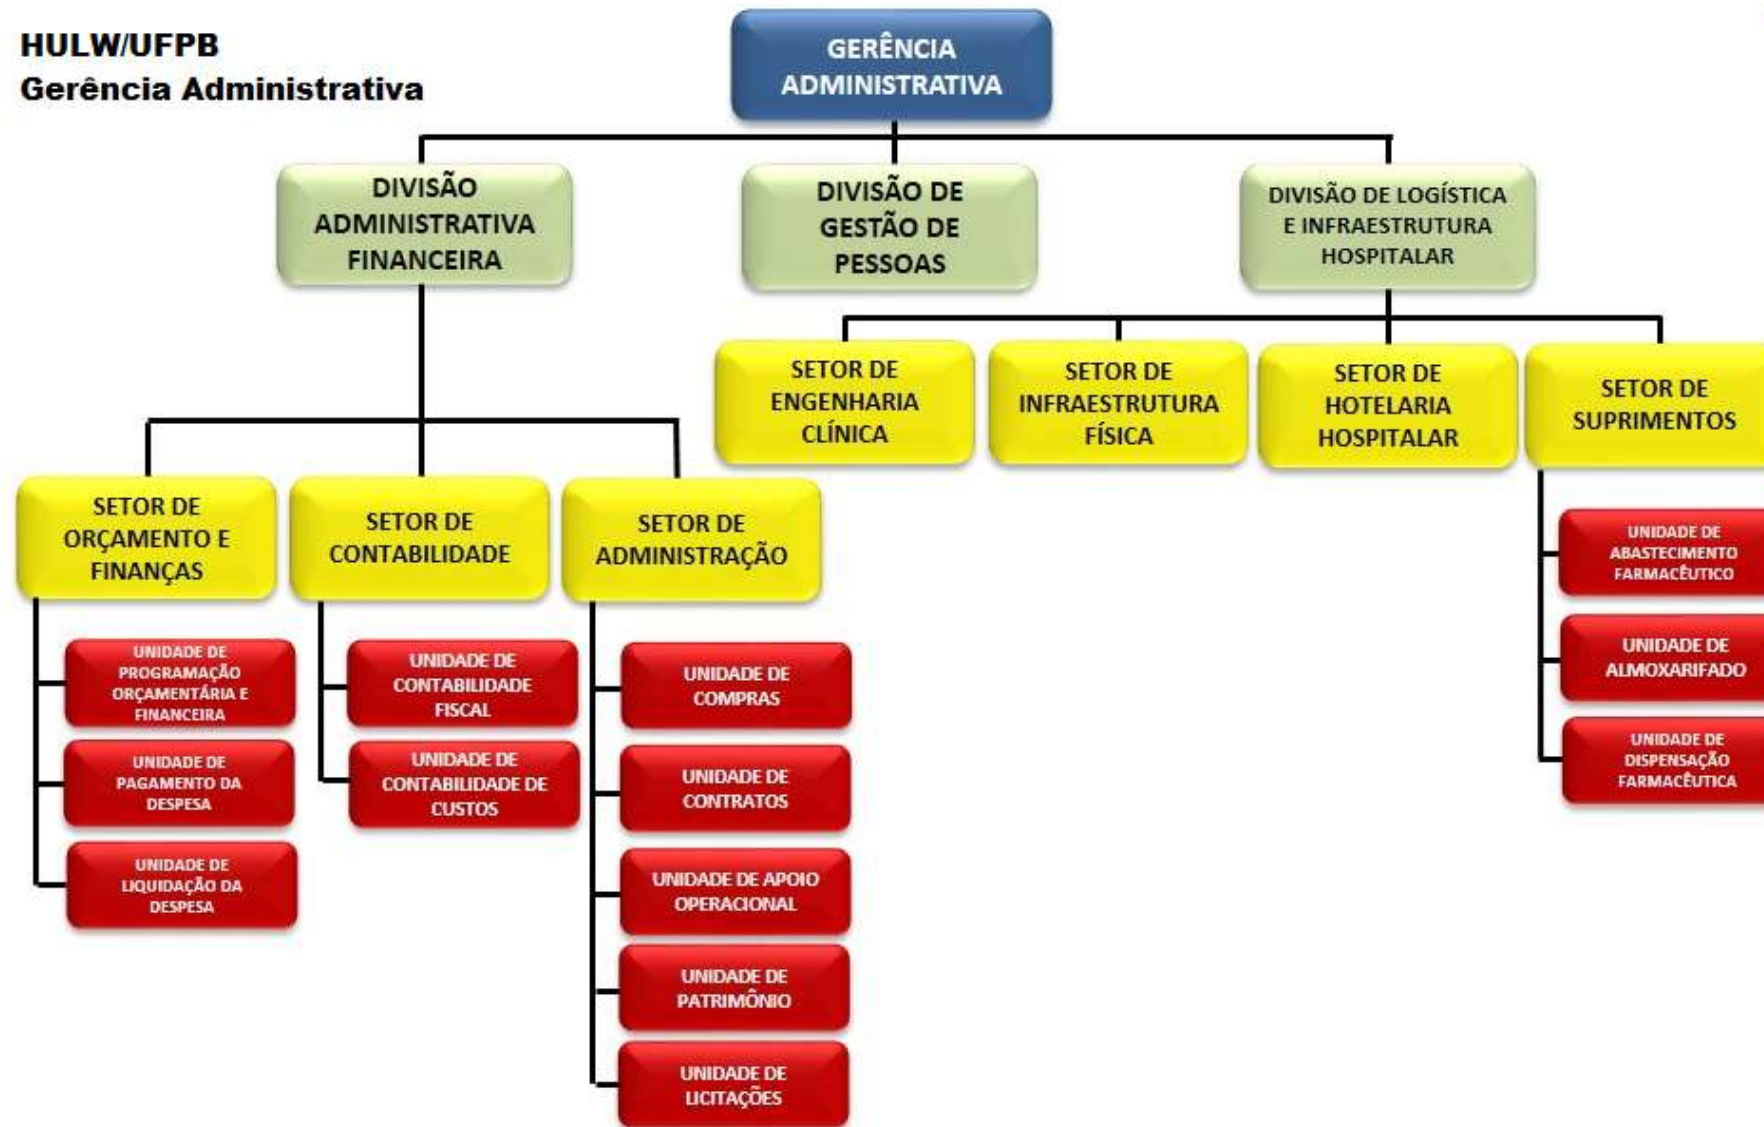 HULW/UFPB
Gerência Administrativa
GERÊNCIA
ADMINISTRATIVA
DIVISÃO
ADMINISTRATIVA
FINANCEIRA
DIVISÃO DE
GESTÃO DE
PESSOAS
DIVISÃO DE LOGÍSTICA
E INFRAESTRUTURA
HOSPITALAR
SETOR DE
ENGENHARIA
CLÍNICA
SETOR DE
INFRAESTRUTURA
FÍSICA
SETOR DE
HOTELARIA
HOSPITALAR
SETOR DE
SUPRIMENTOS
SETOR DE
ORÇAMENTO E
FINANÇAS
SETOR DE
CONTABILIDADE
SETOR DE
ADMINISTRAÇÃO
UNIDADE DE
PROGRAMAÇÃO
ORÇAMENTÁRIA E
FINANCEIRA
UNIDADE DE
PAGAMENTO DA
DESPESA
UNIDADE DE
LIQUIDAÇÃO DA
DESPESA
UNIDADE DE
CONTABILIDADE
FISCAL
UNIDADE DE
CONTABILIDADE DE
CUSTOS
UNIDADE DE
COMPRAS
UNIDADE DE
CONTRATOS
UNIDADE DE APOIO
OPERACIONAL
UNIDADE DE
PATRIMÔNIO
UNIDADE DE
LICITAÇÕES
UNIDADE DE
ABASTECIMENTO
FARMACÊUTICO
UNIDADE DE
ALMOXARIFADO
UNIDADE DE
DISPENSAÇÃO
FARMACÊUTICA